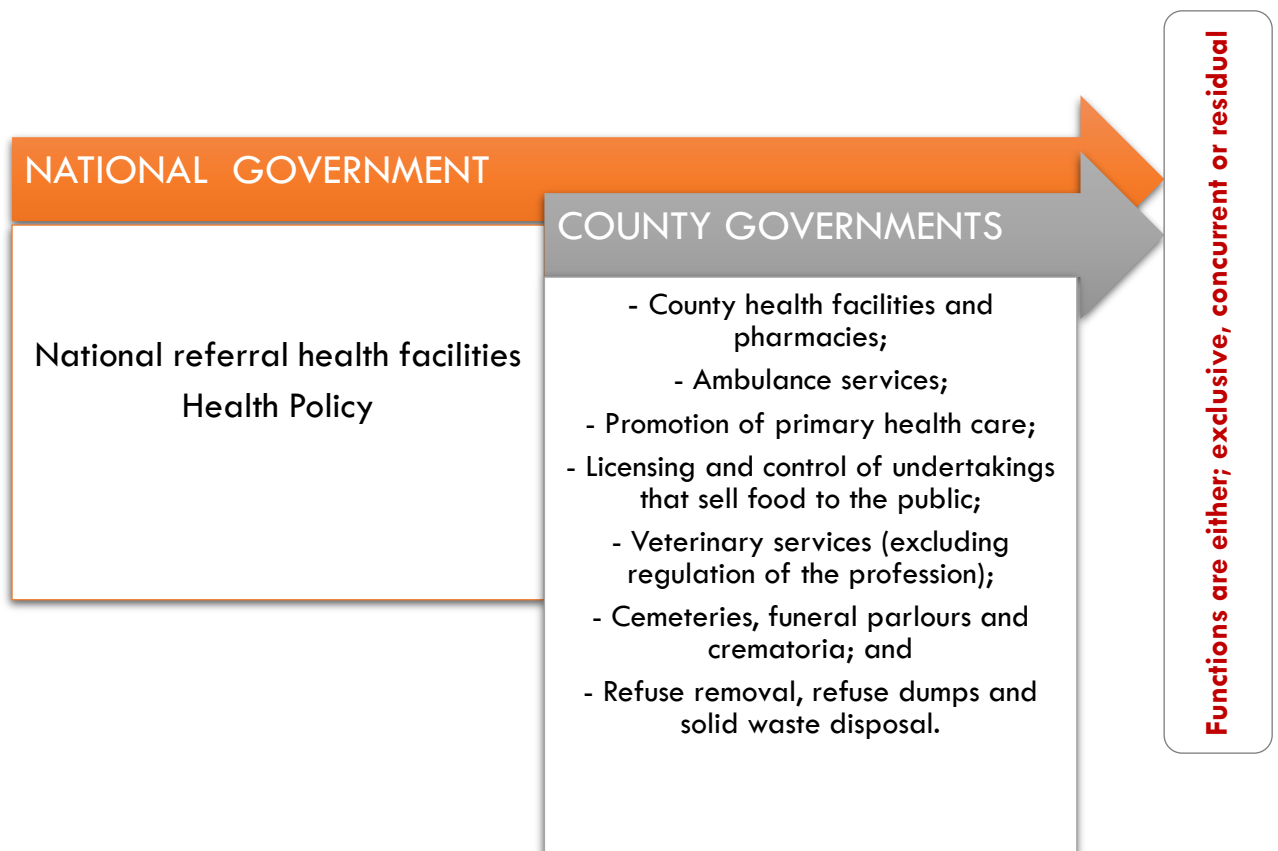 NATIONAL GOVERNMENT
National referral health facilities
Health Policy
COUNTY GOVERNMENTS
- County health facilities and
pharmacies;
- Ambulance services;
- Promotion of primary health care;
- Licensing and control of undertakings
that sell food to the public;
- Veterinary services (excluding
regulation of the profession);
- Cemeteries, funeral parlours and
crematoria; and
- Refuse removal, refuse dumps and
solid waste disposal.
Functions are either; exclusive, concurrent or residual